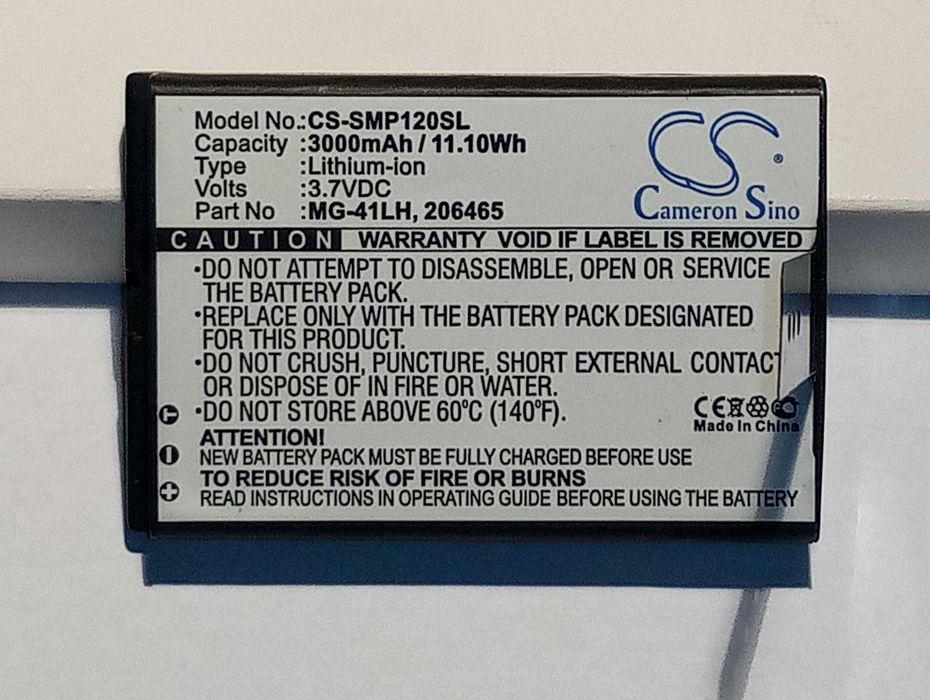 Model No.:CS-SMP120SL
Capacity :3000mAh / 11.10Wh
Type :Lithium-ion
Volts :3.7VDC
Part No :MG-41LH, 206465
CS ®
Cameron Sino
CAUTION WARRANTY VOID IF LABEL IS REMOVED
•DO NOT ATTEMPT TO DISASSEMBLE, OPEN OR SERVICE
THE BATTERY PACK.
•REPLACE ONLY WITH THE BATTERY PACK DESIGNATED
FOR THIS PRODUCT.
•DO NOT CRUSH, PUNCTURE, SHORT EXTERNAL CONTACT
OR DISPOSE IN FIRE OR WATER.
•DO NOT STORE ABOVE 60°C (140°F).
CE
Made In China
ATTENTION!
NEW BATTERY PACK MUST BE FULLY CHARGED BEFORE USE
TO REDUCE RISK OF FIRE OR BURNS
READ INSTRUCTIONS IN OPERATING GUIDE BEFORE USING THE BATTERY